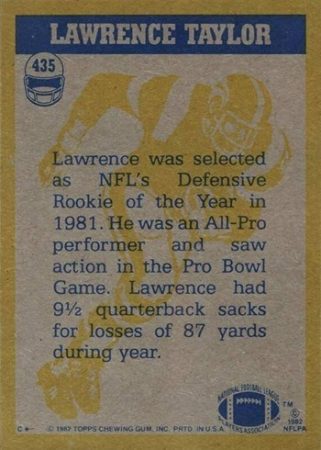 LAWRENCE TAYLOR
435
Lawrence was selected
as NFL's Defensive
Rookie of the Year in
1981. He was an All-Pro
performer and saw
action in the Pro Bowl
Game. Lawrence had
9½ quarterback sacks
for losses of 87 yards
during year.
NATIONAL FOOTBALL LEAGUE
PLAYERS ASSOCIATION
TM
©
1982
NFLPA
© 1982 TOPPS CHEWING GUM, INC. PRTD. IN U.S.A.